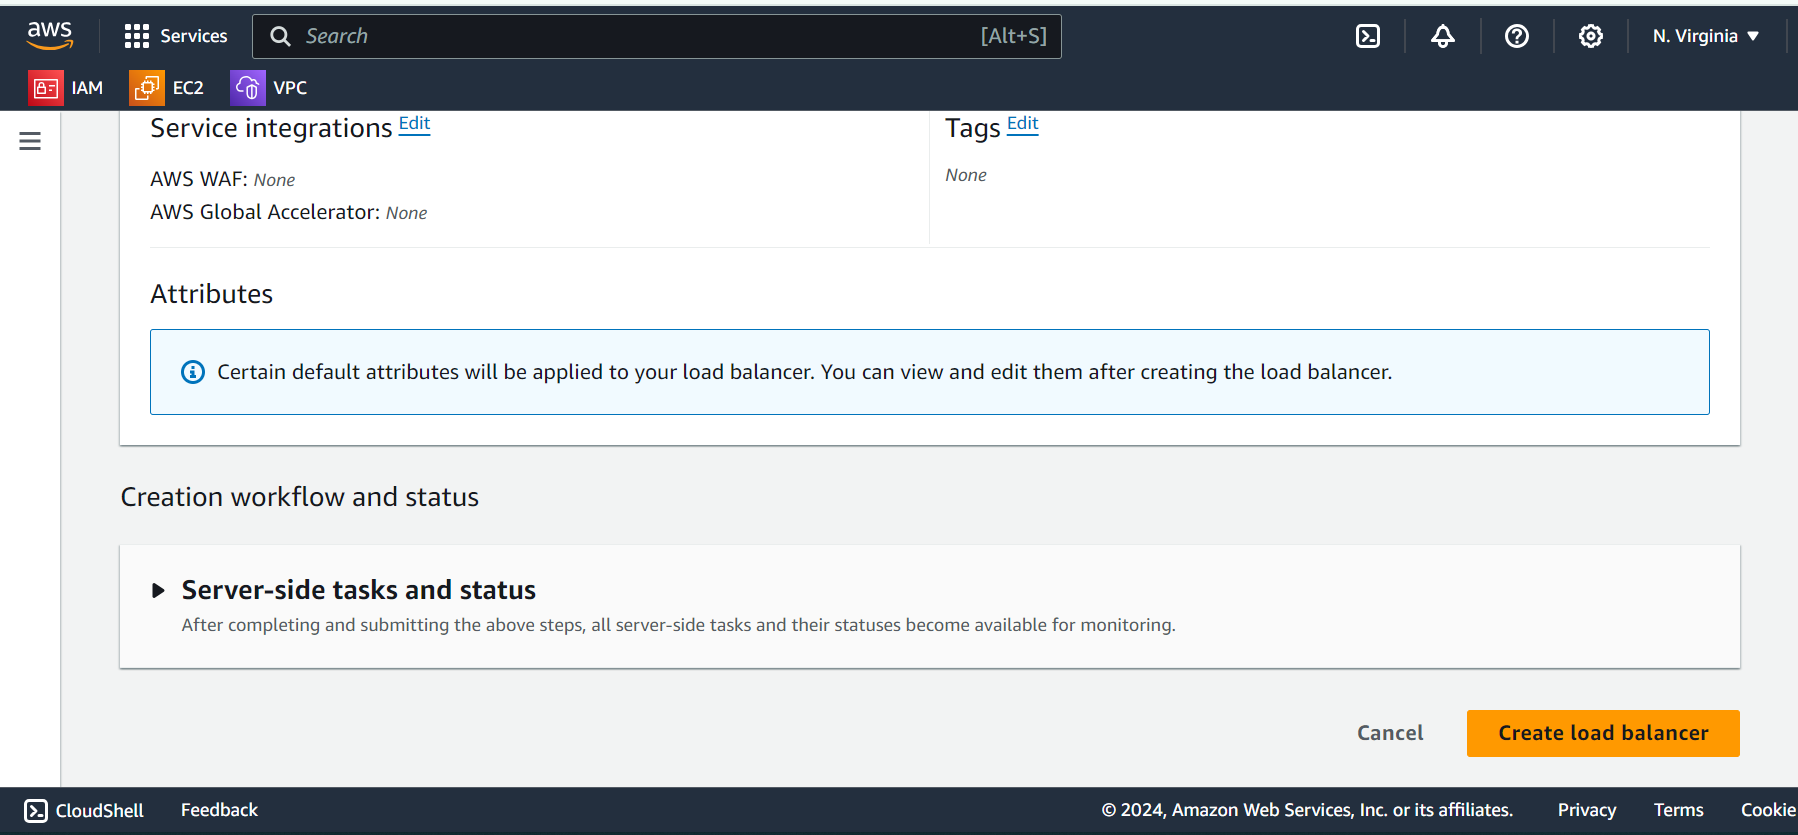 aws
Services
Search
[Alt+S]
N. Virginia
IAM
EC2
VPC
Service integrations Edit
AWS WAF: None
AWS Global Accelerator: None
Tags Edit
None
Attributes
Certain default attributes will be applied to your load balancer. You can view and edit them after creating the load balancer.
Creation workflow and status
Server-side tasks and status
After completing and submitting the above steps, all server-side tasks and their statuses become available for monitoring.
Cancel
Create load balancer
CloudShell
Feedback
© 2024, Amazon Web Services, Inc. or its affiliates.
Privacy
Terms
Cookie